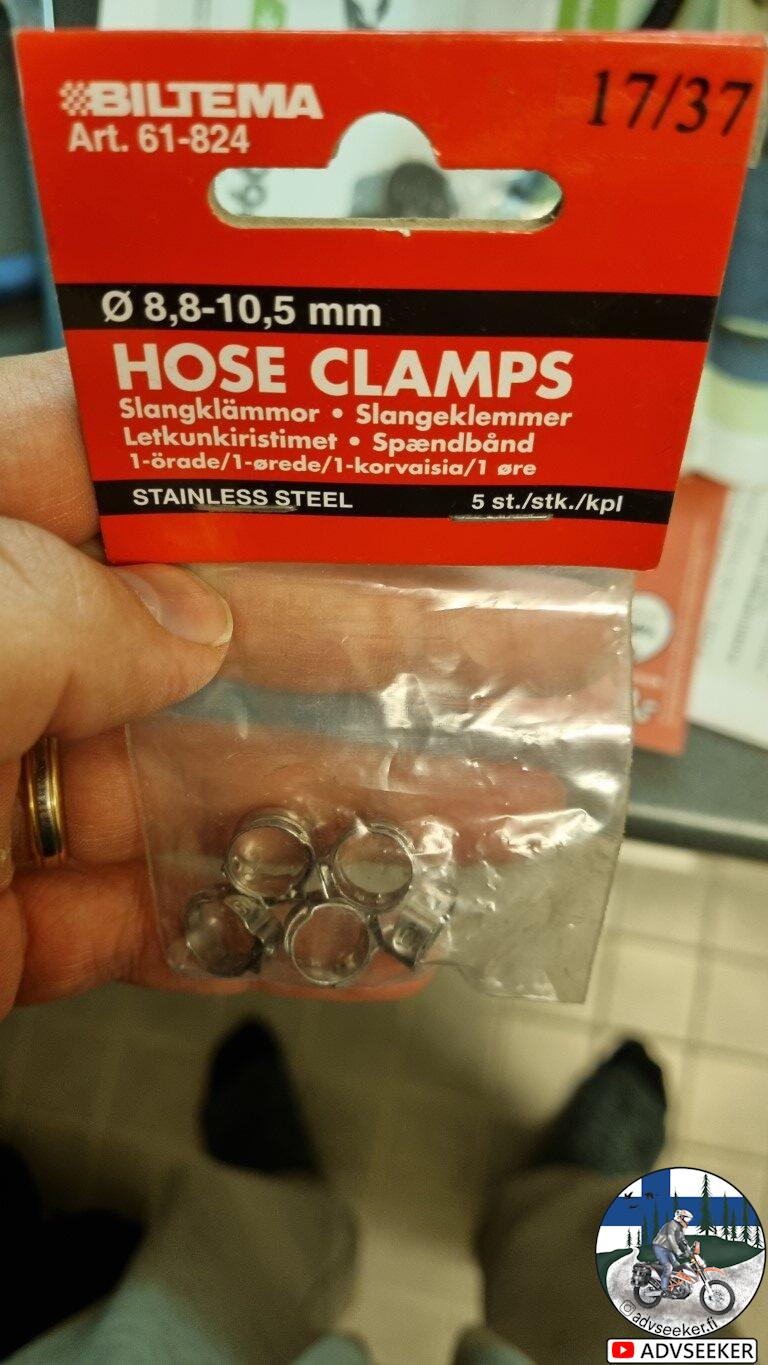 BILTEMA
Art. 61-824
17/37
Ø 8,8-10,5 mm
HOSE CLAMPS
Slangklämmor • Slangeklemmer
Letkunkiristimet • Spændbånd
1-örade/1-ørede/1-korvaisia/1 øre
STAINLESS STEEL 5 st./stk./kpl
advseeker.fi
ADVSEEKER